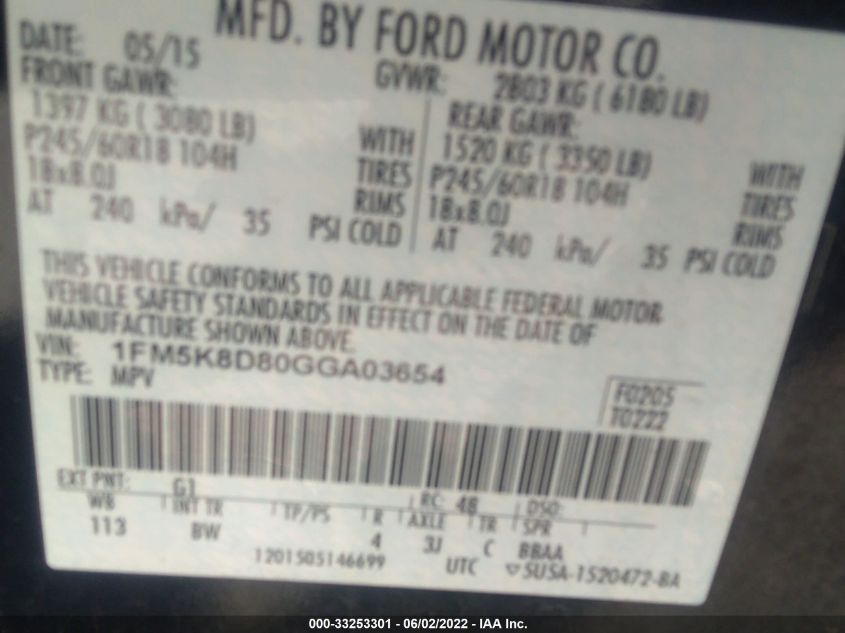 MFD. BY FORD MOTOR CO.
DATE: 05/15 GVWR: 2803 KG ( 6180 LB)
FRONT GAWR: REAR GAWR:
1397 KG ( 3080 LB) WITH 1520 KG ( 3350 LB) WITH
P245/60R18 104H TIRES P245/60R18 104H TIRES
18x8.0J RIMS 18x8.0J RIMS
AT 240 kPa/ 35 PSI COLD AT 240 kPa/ 35 PSI COLD
THIS VEHICLE CONFORMS TO ALL APPLICABLE FEDERAL MOTOR
VEHICLE SAFETY STANDARDS IN EFFECT ON THE DATE OF
MANUFACTURE SHOWN ABOVE.
VIN: 1FM5K8D80GGA03654
TYPE: MPV
F0205
T0222
EXT PNT: G1 RC: 48 DSO:
WB INT TR TP/PS R AXLE TR SPR
113 BW 4 3J C BBAA
1201505146699 UTC ▽5USA-1520472-BA
000-33253301 - 06/02/2022 - IAA Inc.